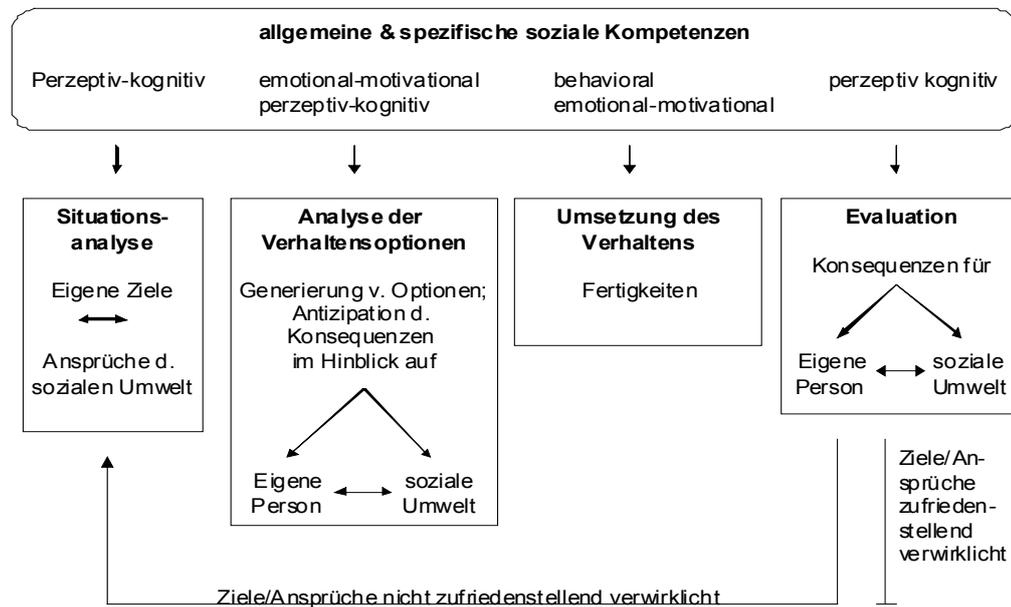 allgemeine & spezifische soziale Kompetenzen
Perzeptiv-kognitiv
emotional-motivational
perzeptiv-kognitiv
behavioral
emotional-motivational
perzeptiv kognitiv
Situations-
analyse
Eigene Ziele
Ansprüche d.
sozialen Umwelt
Analyse der
Verhaltensoptionen
Generierung v. Optionen;
Antizipation d.
Konsequenzen
im Hinblick auf
Eigene
Person
soziale
Umwelt
Umsetzung des
Verhaltens
Fertigkeiten
Evaluation
Konsequenzen für
Eigene
Person
soziale
Umwelt
Ziele/An-
sprüche
zufrieden-
stellend
verwirklicht
Ziele/Ansprüche nicht zufriedenstellend verwirklicht